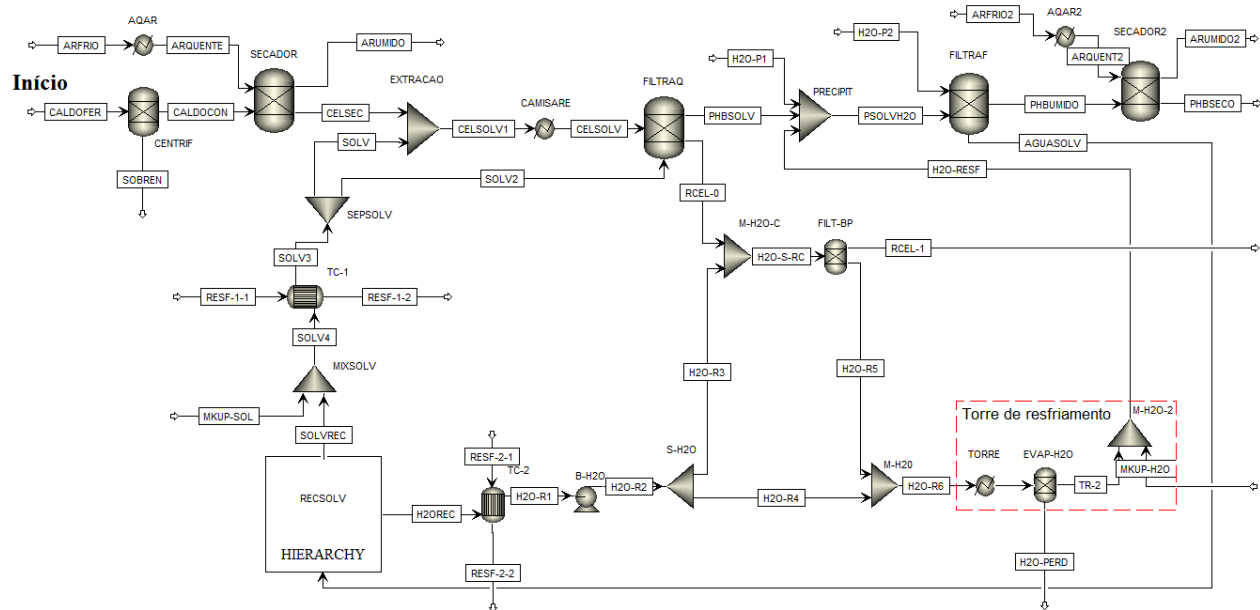 AQAR
ARFRIO
ARQUENTE
SECADOR
ARUMIDO
Início
CALDOFER
CALDOCON
CELSEC
CENTRIF
SOBREN
EXTRACAO
SOLV
CELSOLV1
CAMISARE
CELSOLV
FILTRAQ
PHBSOLV
H2O-P1
PRECIPIT
PSOLVH2O
H2O-P2
FILTRAF
ARFRIO2
AQAR2
ARQUENT2
SECADOR2
ARUMIDO2
PHBUMIDO
PHBSECO
AGUASOLV
H2O-RESF
SOLV2
RCEL-0
SEPSOLV
SOLV3
TC-1
RESF-1-1
RESF-1-2
SOLV4
MIXSOLV
MKUP-SOL
SOLVREC
M-H2O-C
H2O-S-RC
FILT-BP
RCEL-1
H2O-R3
H2O-R5
RECSOLV
HIERARCHY
H2OREC
RESF-2-1
TC-2
H2O-R1
B-H2O
H2O-R2
S-H2O
H2O-R4
M-H20
H2O-R6
RESF-2-2
Torre de resfriamento
M-H2O-2
TORRE
EVAP-H2O
TR-2
MKUP-H2O
H2O-PERD